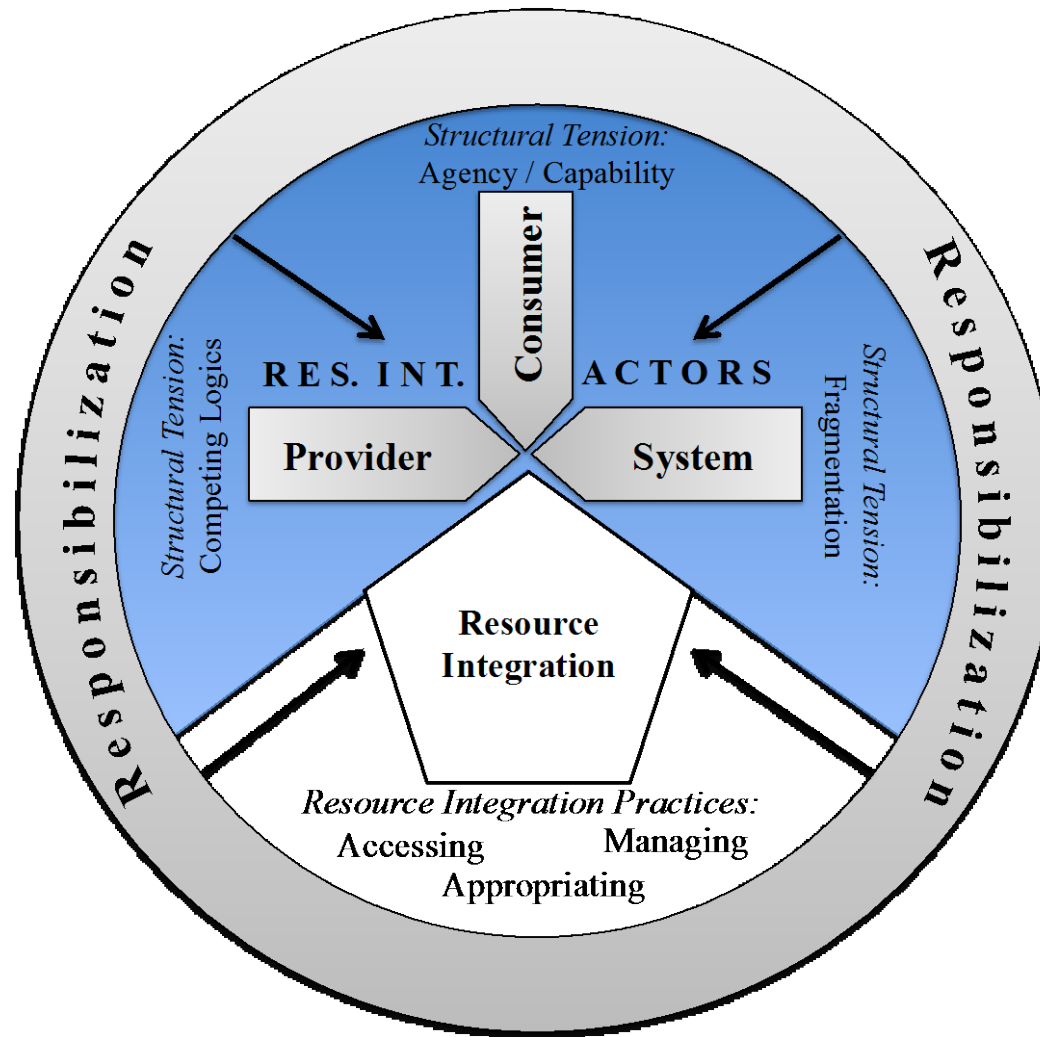 Structural Tension:
Agency / Capability
Consumer
Responsibilization
Responsibilization
RES. INT.
ACTORS
Structural Tension:
Competing Logics
Provider
System
Structural Tension:
Fragmentation
Resource
Integration
Resource Integration Practices:
Accessing
Managing
Appropriating